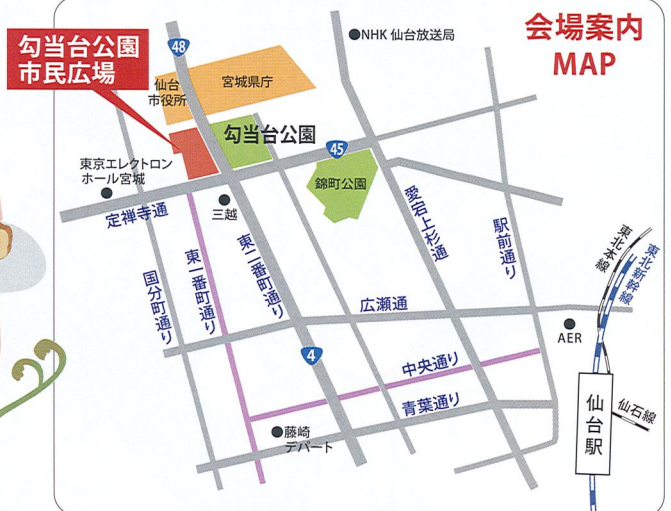 会場案内
MAP
勾当台公園
市民広場
48
NHK 仙台放送局
仙台
市役所
宮城県庁
勾当台公園
45
東京エレクトロン
ホール宮城
錦町公園
定禅寺通
三越
愛宕上杉通
駅前通り
東北本線
東北新幹線
国分町通り
東一番町通り
東二番町通り
広瀬通
AER
4
中央通り
青葉通り
仙台駅
仙石線
藤崎
デパート